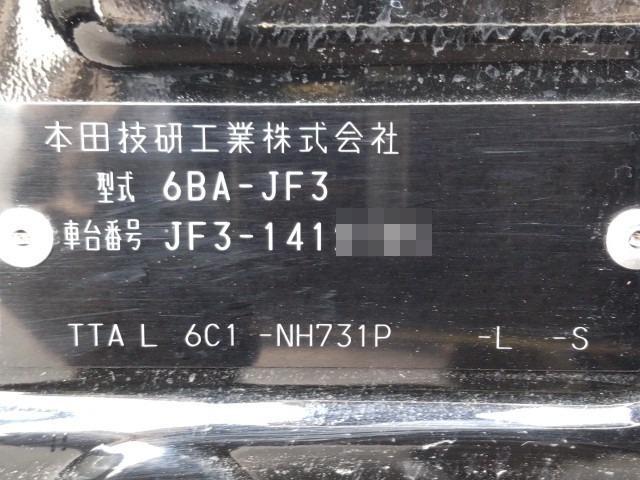 本田技研工業株式会社
型式 6BA-JF3
車台番号 JF3-141
TTA L 6C1 -NH731P -L -S